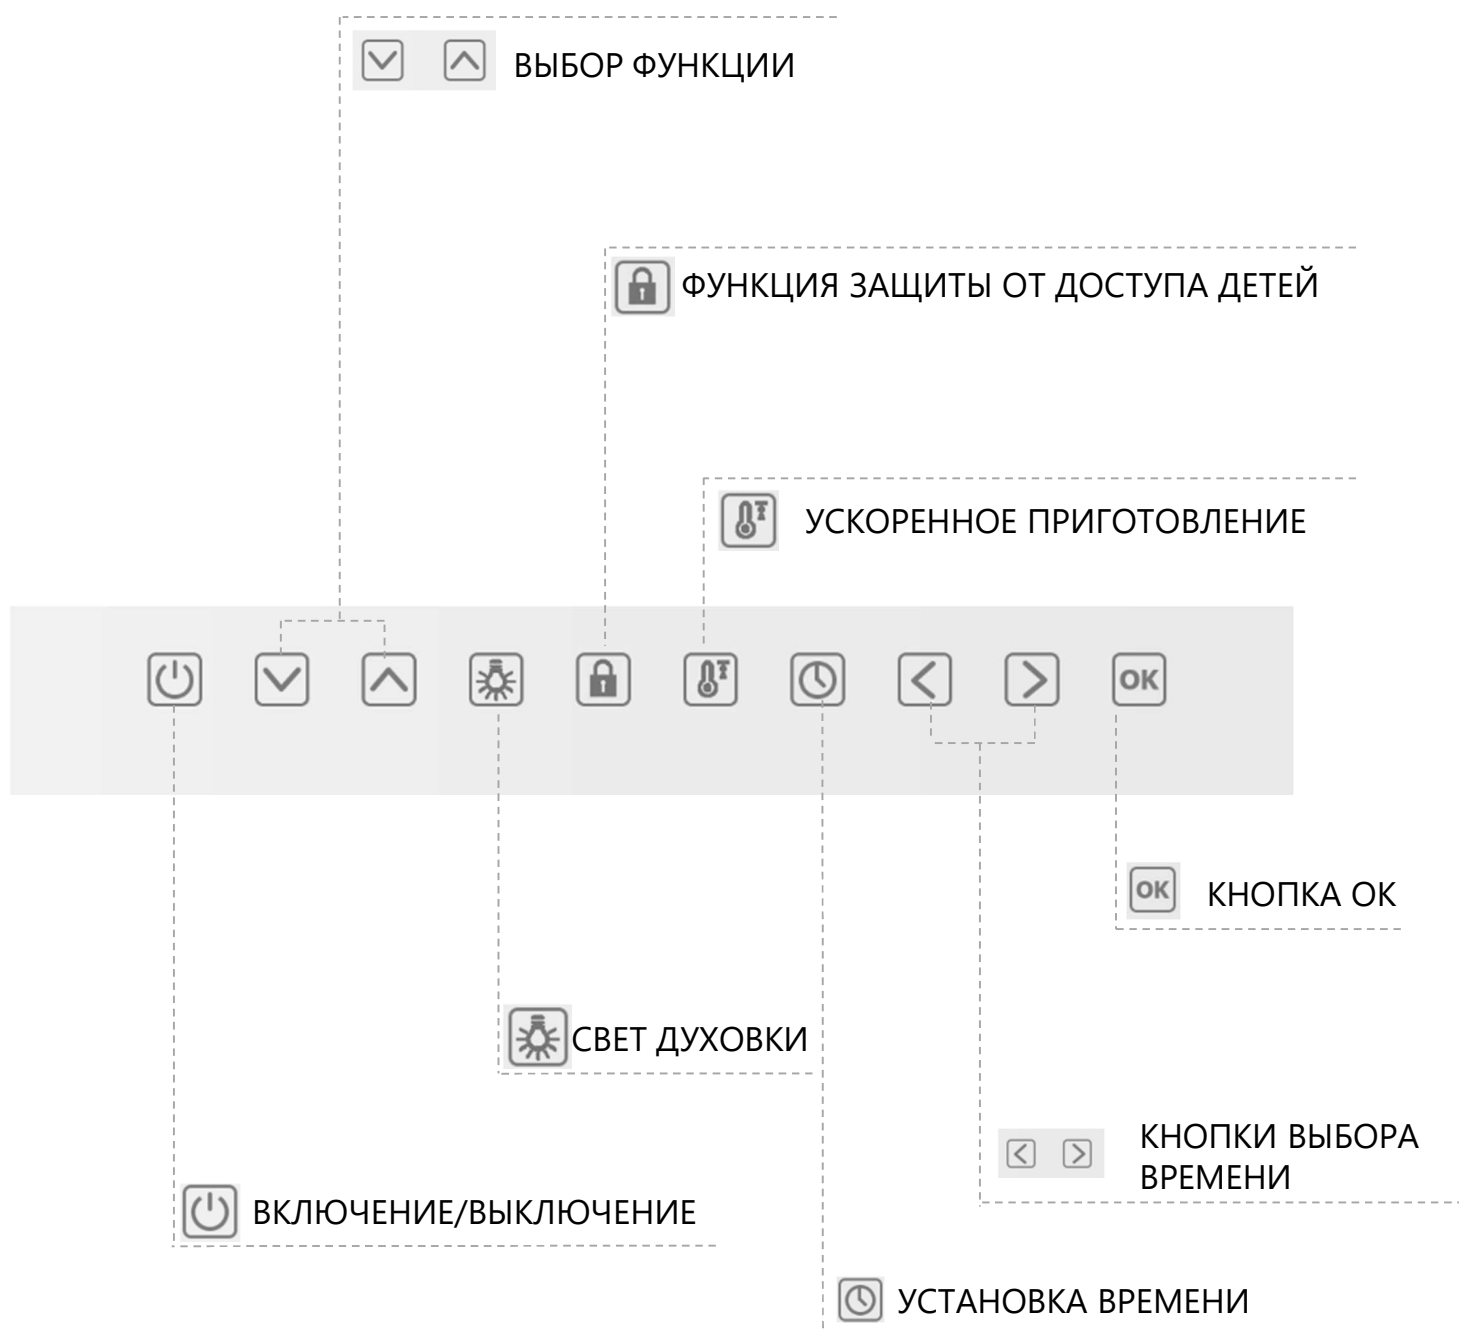 ВЫБОР ФУНКЦИИ
ФУНКЦИЯ ЗАЩИТЫ ОТ ДОСТУПА ДЕТЕЙ
УСКОРЕННОЕ ПРИГОТОВЛЕНИЕ
OK
OK
КНОПКА ОК
СВЕТ ДУХОВКИ
КНОПКИ ВЫБОРА
ВРЕМЕНИ
ВКЛЮЧЕНИЕ/ВЫКЛЮЧЕНИЕ
УСТАНОВКА ВРЕМЕНИ